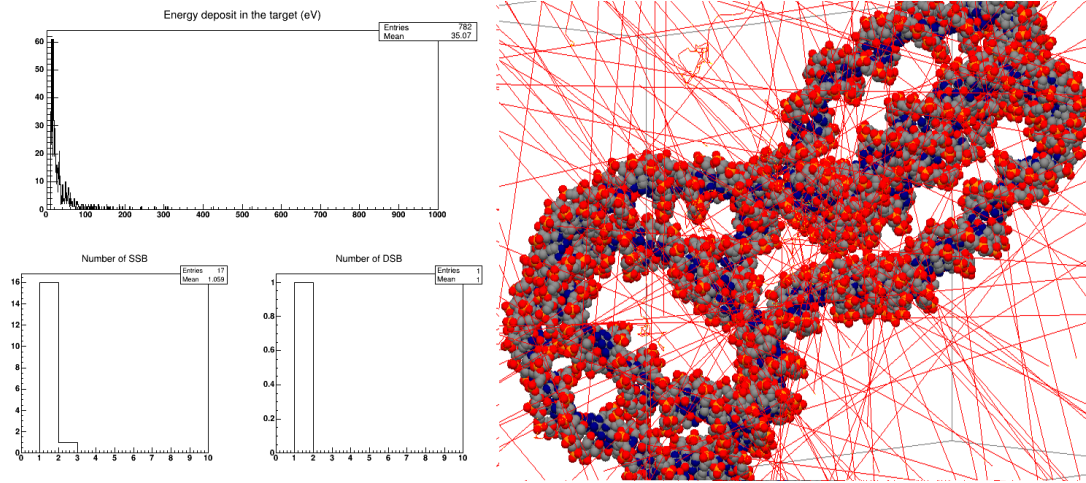 Energy deposit in the target (eV)
Entries 782
Mean 35.07
60
50
40
30
20
10
0
0 100 200 300 400 500 600 700 800 900 1000
Number of SSB
Entries 17
Mean 1.059
16
14
12
10
8
6
4
2
0
0 1 2 3 4 5 6 7 8 9 10
Number of DSB
Entries 1
Mean 1
1
0.8
0.6
0.4
0.2
0
0 1 2 3 4 5 6 7 8 9 10